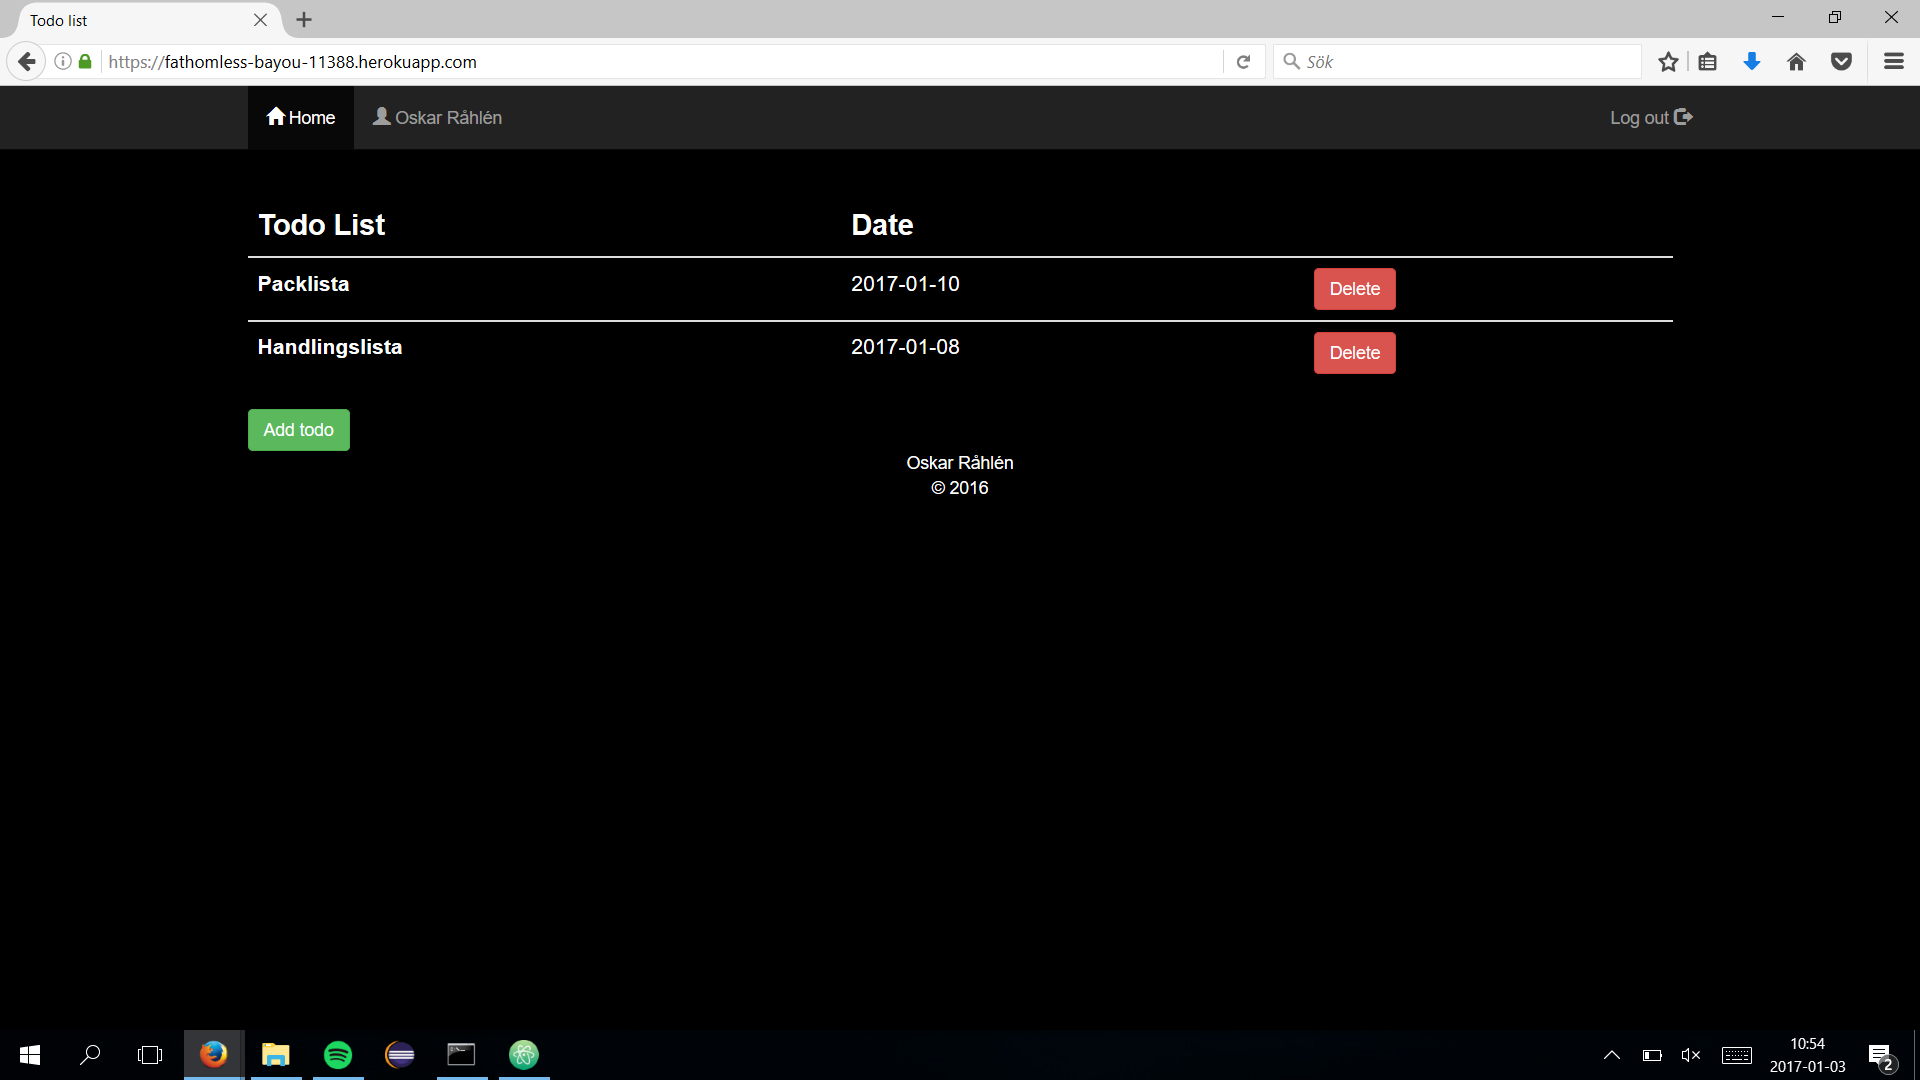 Todo list
https://fathomless-bayou-11388.herokuapp.com
Sök
Home
Oskar Råhlén
Log out
Todo List Date
Packlista 2017-01-10 Delete
Handlingslista 2017-01-08 Delete
Add todo
Oskar Råhlén
© 2016
10:54
2017-01-03
2